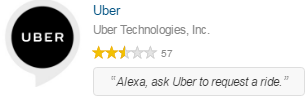 UBER
Uber
Uber Technologies, Inc.
57
"Alexa, ask Uber to request a ride."